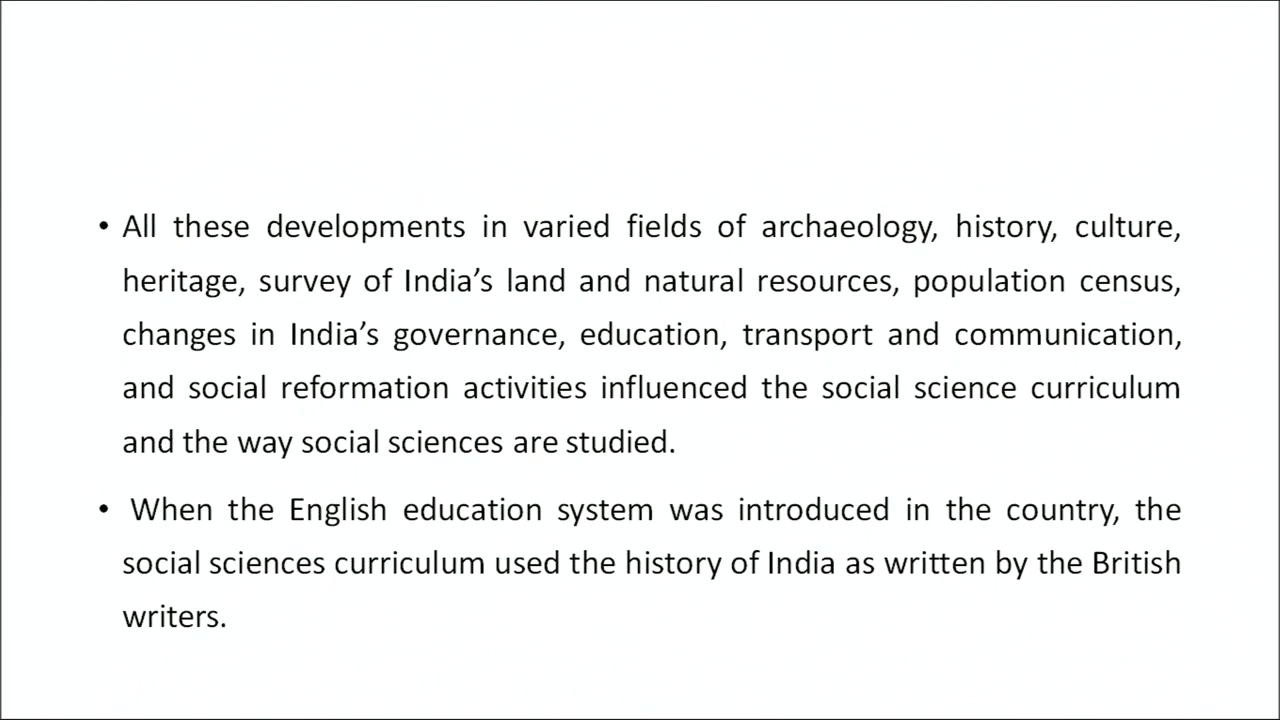 • All these developments in varied fields of archaeology, history, culture,
heritage, survey of India’s land and natural resources, population census,
changes in India’s governance, education, transport and communication,
and social reformation activities influenced the social science curriculum
and the way social sciences are studied.
• When the English education system was introduced in the country, the
social sciences curriculum used the history of India as written by the British
writers.